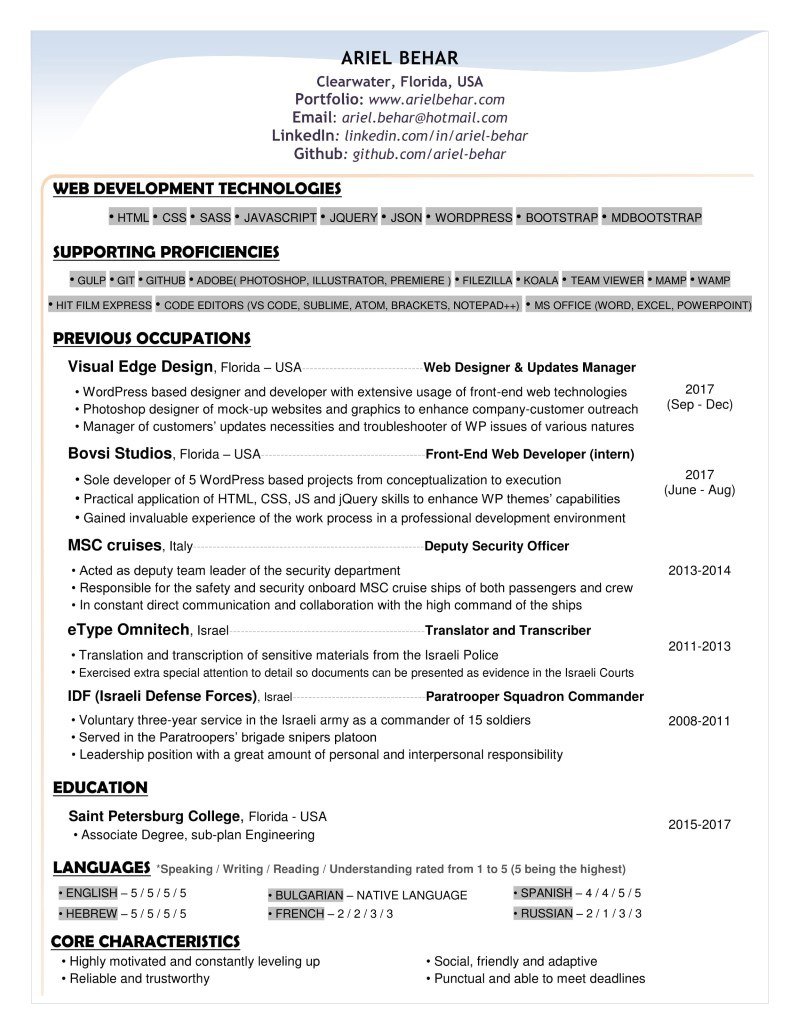 ARIEL BEHAR
Clearwater, Florida, USA
Portfolio: www.arielbehar.com
Email: ariel.behar@hotmail.com
LinkedIn: linkedin.com/in/ariel-behar
Github: github.com/ariel-behar
WEB DEVELOPMENT TECHNOLOGIES
• HTML • CSS • SASS • JAVASCRIPT • JQUERY • JSON • WORDPRESS • BOOTSTRAP • MDBOOTSTRAP
SUPPORTING PROFICIENCIES
• GULP • GIT • GITHUB • ADOBE( PHOTOSHOP, ILLUSTRATOR, PREMIERE ) • FILEZILLA • KOALA • TEAM VIEWER • MAMP • WAMP
• HIT FILM EXPRESS • CODE EDITORS (VS CODE, SUBLIME, ATOM, BRACKETS, NOTEPAD++) • MS OFFICE (WORD, EXCEL, POWERPOINT)
PREVIOUS OCCUPATIONS
Visual Edge Design, Florida – USA Web Designer & Updates Manager
• WordPress based designer and developer with extensive usage of front-end web technologies
• Photoshop designer of mock-up websites and graphics to enhance company-customer outreach
• Manager of customers' updates necessities and troubleshooter of WP issues of various natures
2017
(Sep - Dec)
Bovsi Studios, Florida – USA Front-End Web Developer (intern)
• Sole developer of 5 WordPress based projects from conceptualization to execution
• Practical application of HTML, CSS, JS and jQuery skills to enhance WP themes' capabilities
• Gained invaluable experience of the work process in a professional development environment
2017
(June - Aug)
MSC cruises, Italy Deputy Security Officer
• Acted as deputy team leader of the security department
• Responsible for the safety and security onboard MSC cruise ships of both passengers and crew
• In constant direct communication and collaboration with the high command of the ships
2013-2014
eType Omnitech, Israel Translator and Transcriber
• Translation and transcription of sensitive materials from the Israeli Police
• Exercised extra special attention to detail so documents can be presented as evidence in the Israeli Courts
2011-2013
IDF (Israeli Defense Forces), Israel Paratrooper Squadron Commander
• Voluntary three-year service in the Israeli army as a commander of 15 soldiers
• Served in the Paratroopers' brigade snipers platoon
• Leadership position with a great amount of personal and interpersonal responsibility
2008-2011
EDUCATION
Saint Petersburg College, Florida - USA
• Associate Degree, sub-plan Engineering
2015-2017
LANGUAGES *Speaking / Writing / Reading / Understanding rated from 1 to 5 (5 being the highest)
• ENGLISH – 5 / 5 / 5 / 5 • BULGARIAN – NATIVE LANGUAGE • SPANISH – 4 / 4 / 5 / 5
• HEBREW – 5 / 5 / 5 / 5 • FRENCH – 2 / 2 / 3 / 3 • RUSSIAN – 2 / 1 / 3 / 3
CORE CHARACTERISTICS
• Highly motivated and constantly leveling up • Social, friendly and adaptive
• Reliable and trustworthy • Punctual and able to meet deadlines